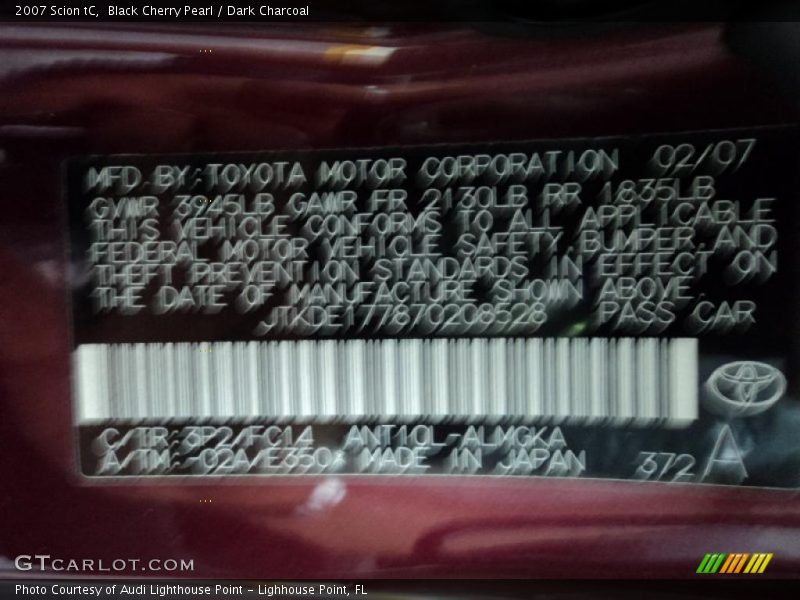 2007 Scion tC,  Black Cherry Pearl / Dark Charcoal
MFD. BY: TOYOTA MOTOR CORPORATION 02/07
GVWR 3925LB GAWR FR 2130LB RR 1835LB
THIS VEHICLE CONFORMS TO ALL APPLICABLE
FEDERAL MOTOR VEHICLE SAFETY, BUMPER, AND
THEFT PREVENTION STANDARDS IN EFFECT ON
THE DATE OF MANUFACTURE SHOWN ABOVE.
JTKDE177870208528 PASS CAR
C/TR: 3P2/FC1A ANT10L-ALMGKA
A/TM: -02A/E350 MADE IN JAPAN 372 A
GTCARLOT.COM
Photo Courtesy of Audi Lighthouse Point - Lighhouse Point, FL